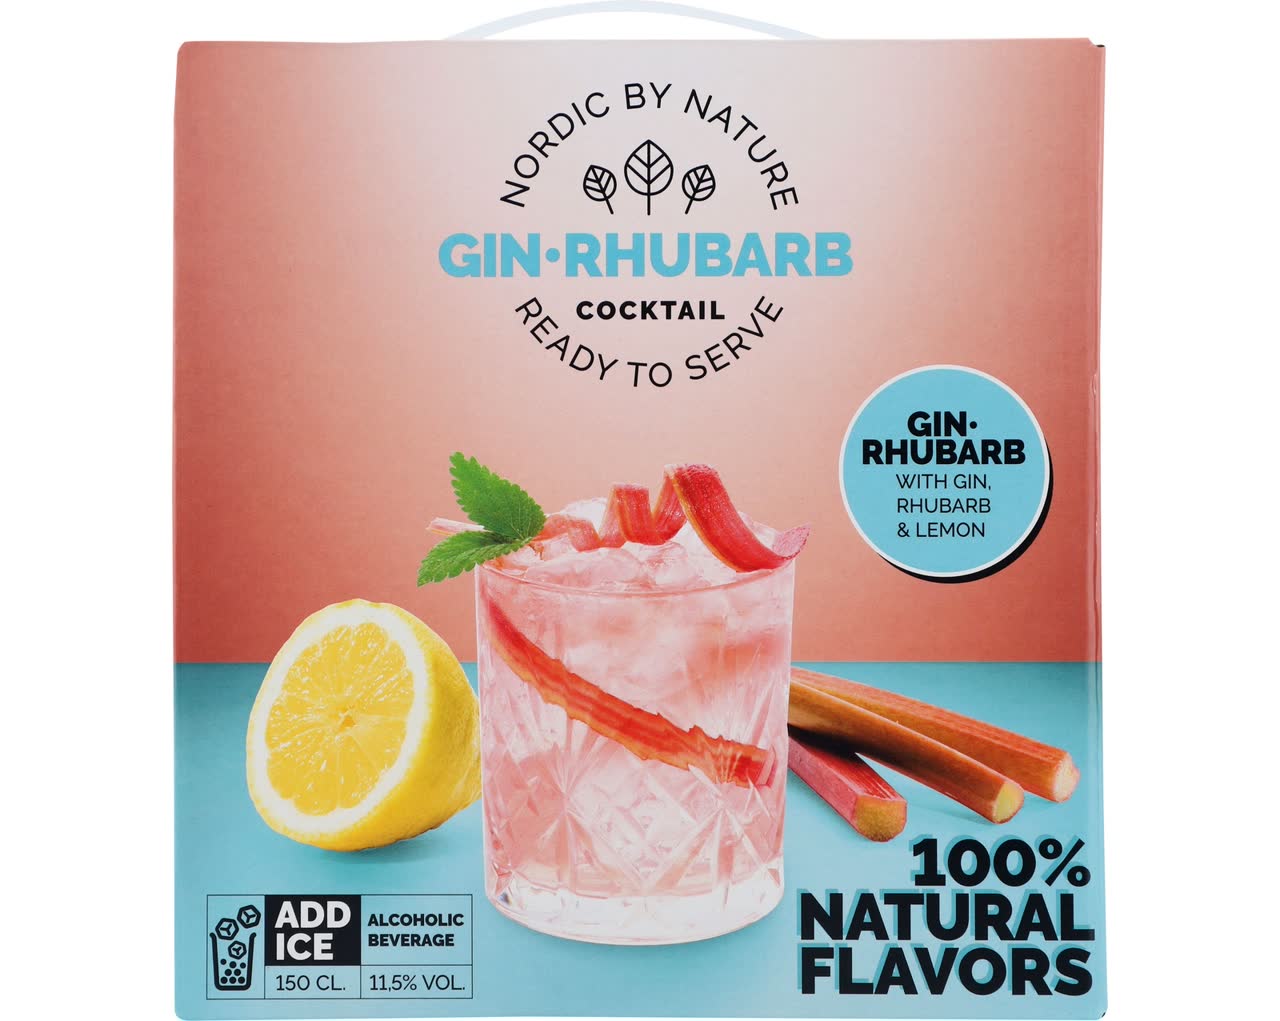 NORDIC BY NATURE
GIN•RHUBARB
COCKTAIL
READY TO SERVE
GIN•
RHUBARB
WITH GIN,
RHUBARB
& LEMON
100%
NATURAL
FLAVORS
ADD
ICE
ALCOHOLIC
BEVERAGE
150 CL.
11,5% VOL.